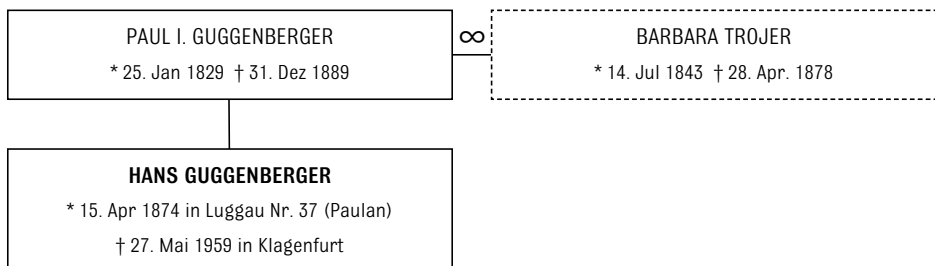 PAUL I. GUGGENBERGER
* 25. Jan 1829 † 31. Dez 1889
∞
BARBARA TROJER
* 14. Jul 1843 † 28. Apr. 1878
HANS GUGGENBERGER
* 15. Apr 1874 in Luggau Nr. 37 (Paulan)
† 27. Mai 1959 in Klagenfurt